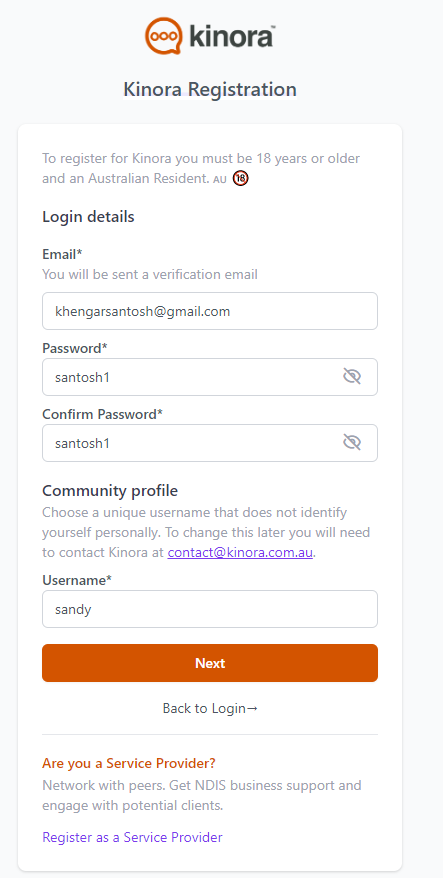 kinora™
Kinora Registration
To register for Kinora you must be 18 years or older
and an Australian Resident. AU 🔞
Login details
Email*
You will be sent a verification email
khengarsantosh@gmail.com
Password*
santosh1
Confirm Password*
santosh1
Community profile
Choose a unique username that does not identify
yourself personally. To change this later you will need
to contact Kinora at contact@kinora.com.au.
Username*
sandy
Next
Back to Login→
Are you a Service Provider?
Network with peers. Get NDIS business support and
engage with potential clients.
Register as a Service Provider